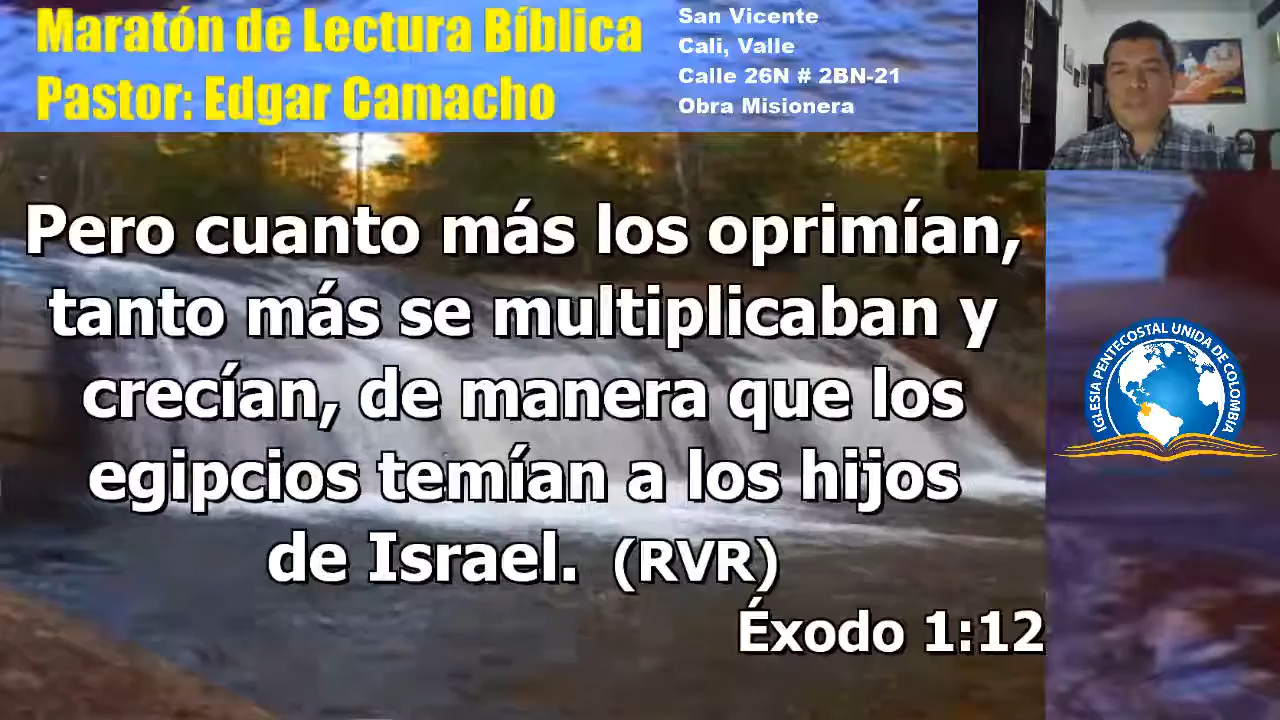 Maratón de Lectura Bíblica
Pastor: Edgar Camacho
San Vicente
Cali, Valle
Calle 26N # 2BN-21
Obra Misionera
Pero cuanto más los oprimían,
tanto más se multiplicaban y
crecían, de manera que los
egipcios temían a los hijos
de Israel. (RVR)
Éxodo 1:12
IGLESIA PENTECOSTAL UNIDA DE COLOMBIA